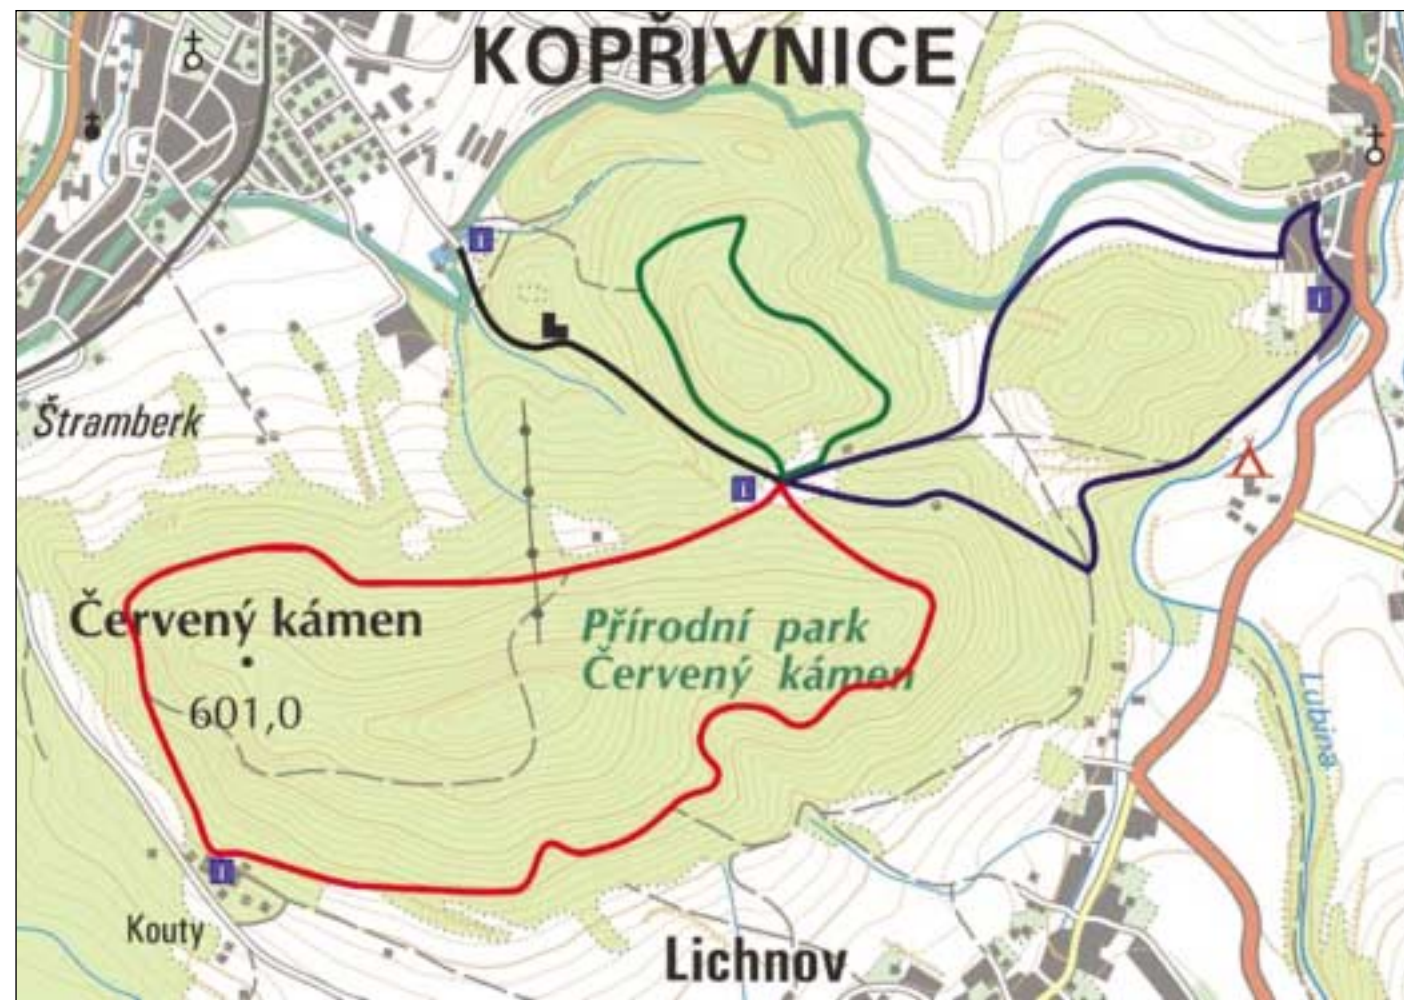 KOPŘIVNICE
i
i
Štramberk
i
Červený kámen
601,0
Přírodní park
Červený kámen
Lubina
i
Kouty
Lichnov